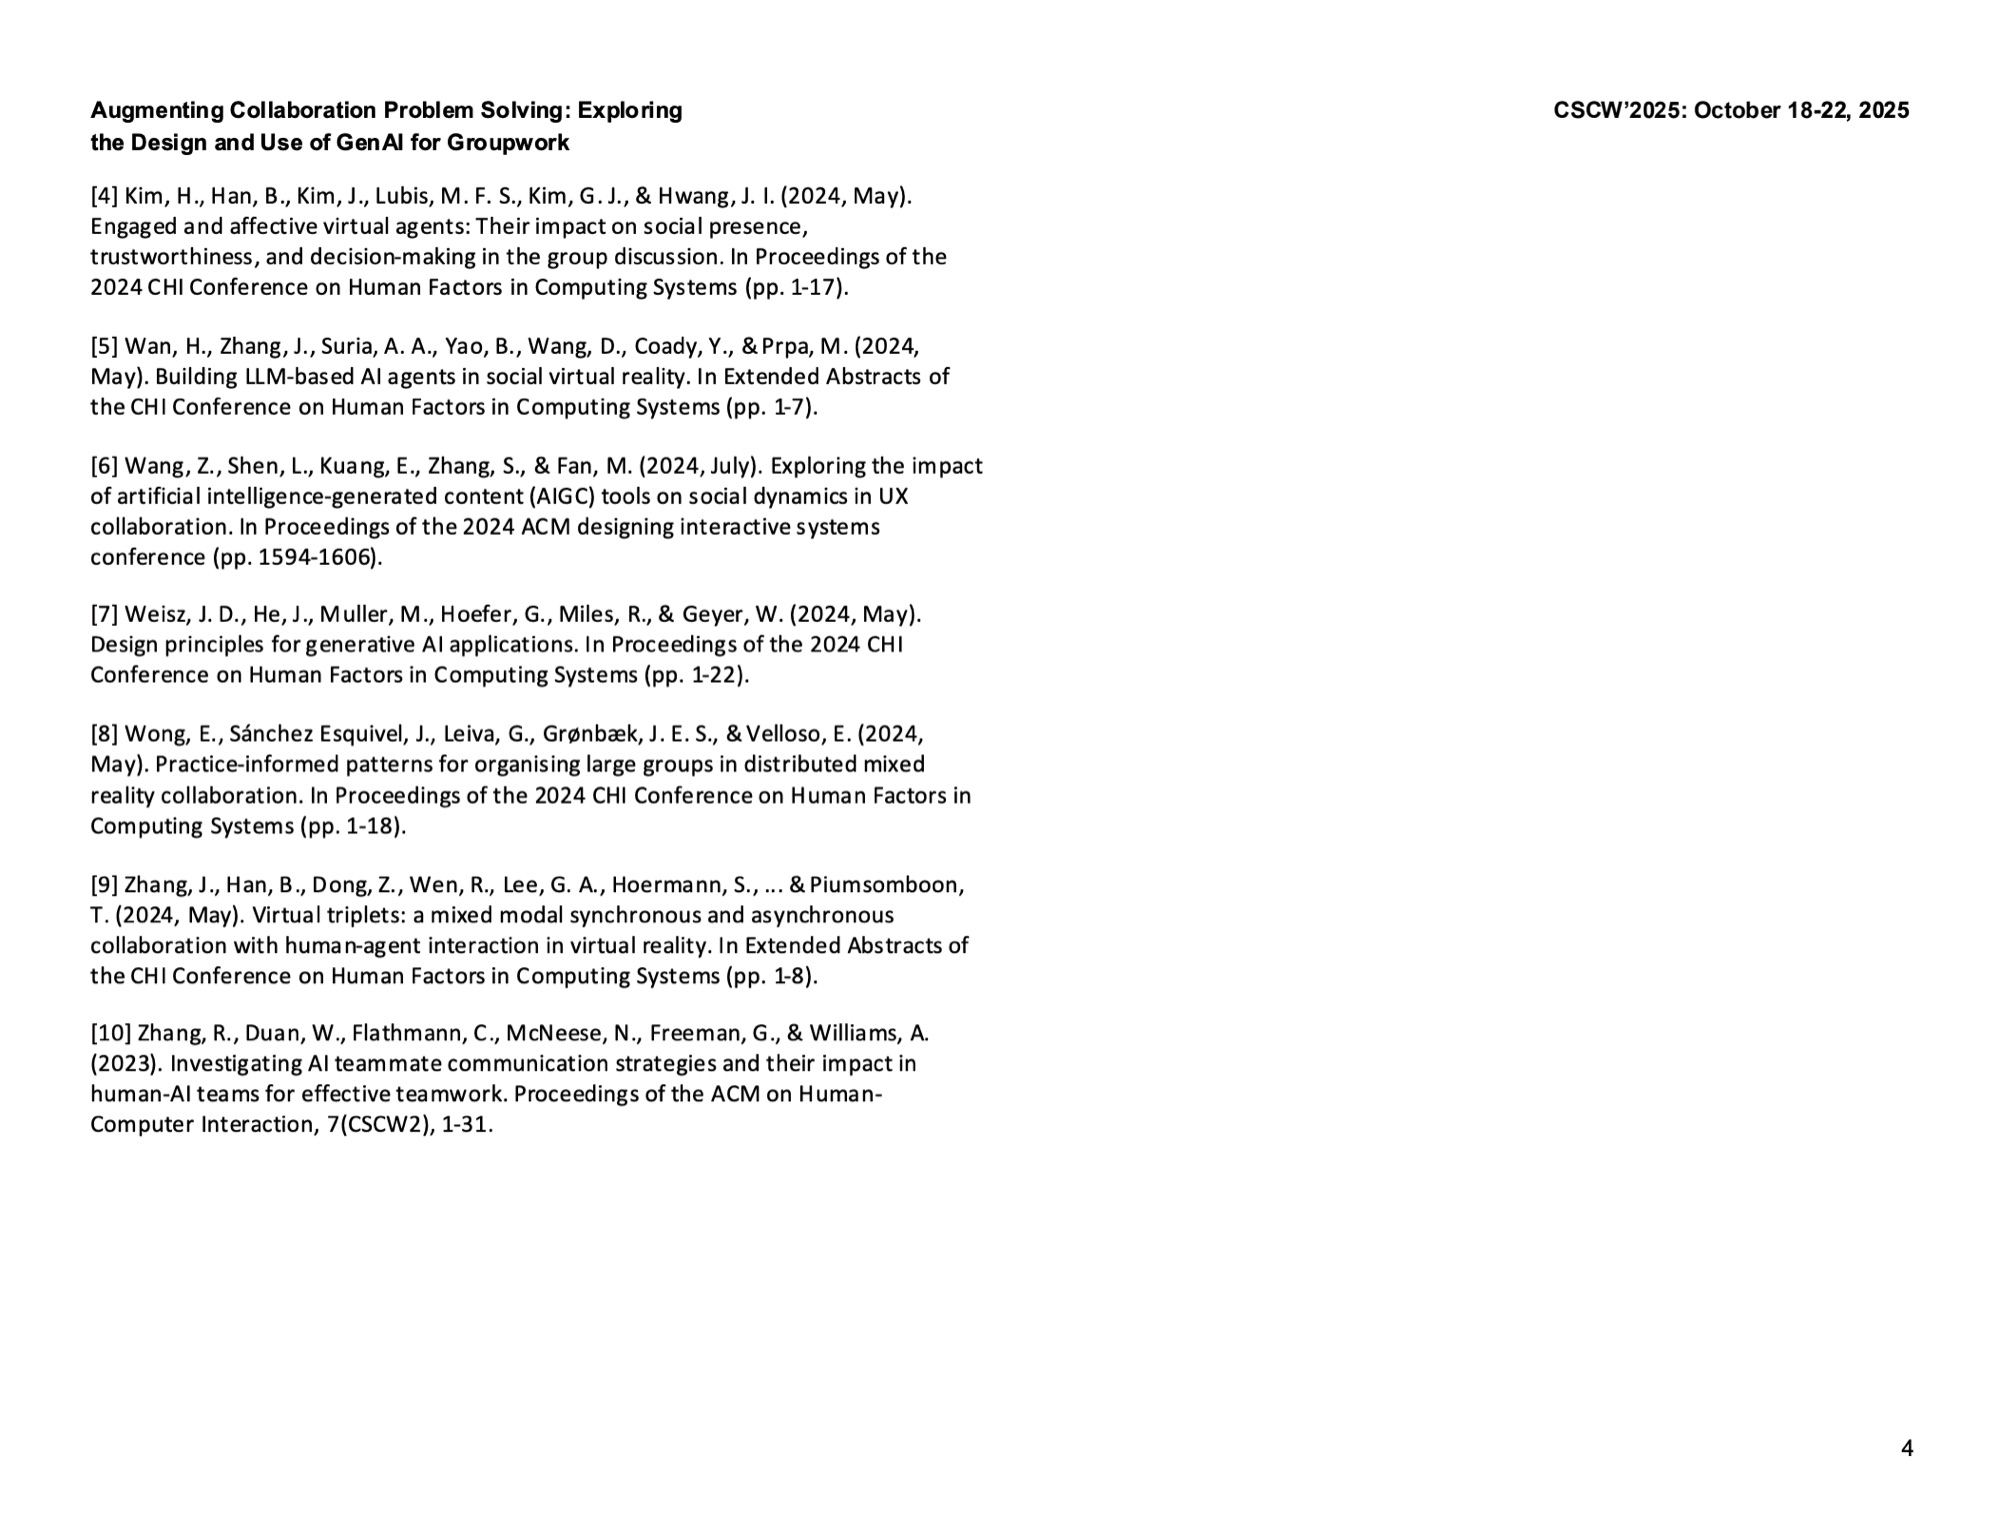 Augmenting Collaboration Problem Solving: Exploring
the Design and Use of GenAI for Groupwork
CSCW’2025: October 18-22, 2025
[4] Kim, H., Han, B., Kim, J., Lubis, M. F. S., Kim, G. J., & Hwang, J. I. (2024, May).
Engaged and affective virtual agents: Their impact on social presence,
trustworthiness, and decision-making in the group discussion. In Proceedings of the
2024 CHI Conference on Human Factors in Computing Systems (pp. 1-17).
[5] Wan, H., Zhang, J., Suria, A. A., Yao, B., Wang, D., Coady, Y., & Prpa, M. (2024,
May). Building LLM-based AI agents in social virtual reality. In Extended Abstracts of
the CHI Conference on Human Factors in Computing Systems (pp. 1-7).
[6] Wang, Z., Shen, L., Kuang, E., Zhang, S., & Fan, M. (2024, July). Exploring the impact
of artificial intelligence-generated content (AIGC) tools on social dynamics in UX
collaboration. In Proceedings of the 2024 ACM designing interactive systems
conference (pp. 1594-1606).
[7] Weisz, J. D., He, J., Muller, M., Hoefer, G., Miles, R., & Geyer, W. (2024, May).
Design principles for generative AI applications. In Proceedings of the 2024 CHI
Conference on Human Factors in Computing Systems (pp. 1-22).
[8] Wong, E., Sánchez Esquivel, J., Leiva, G., Grønbæk, J. E. S., & Velloso, E. (2024,
May). Practice-informed patterns for organising large groups in distributed mixed
reality collaboration. In Proceedings of the 2024 CHI Conference on Human Factors in
Computing Systems (pp. 1-18).
[9] Zhang, J., Han, B., Dong, Z., Wen, R., Lee, G. A., Hoermann, S., ... & Piumsomboon,
T. (2024, May). Virtual triplets: a mixed modal synchronous and asynchronous
collaboration with human-agent interaction in virtual reality. In Extended Abstracts of
the CHI Conference on Human Factors in Computing Systems (pp. 1-8).
[10] Zhang, R., Duan, W., Flathmann, C., McNeese, N., Freeman, G., & Williams, A.
(2023). Investigating AI teammate communication strategies and their impact in
human-AI teams for effective teamwork. Proceedings of the ACM on Human-
Computer Interaction, 7(CSCW2), 1-31.
4